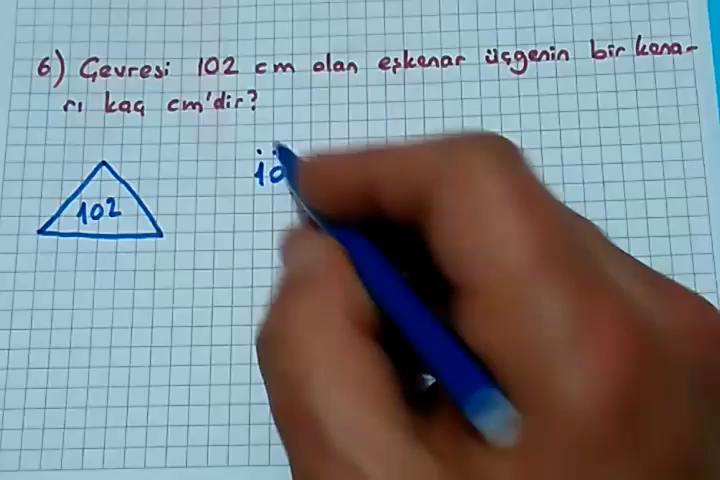 6) Çevresi 102 cm olan eşkenar üçgenin bir kena-
rı kaç cm'dir?
102